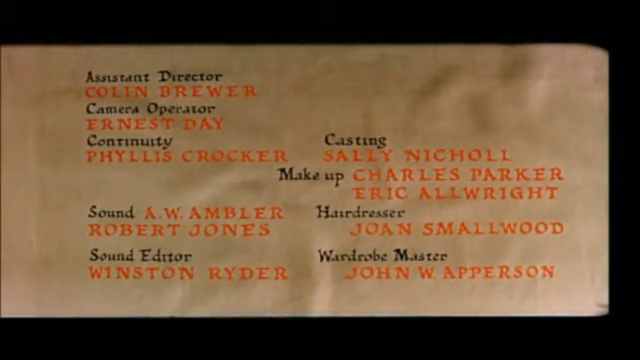 Assistant Director
COLIN BREWER
Camera Operator
ERNEST DAY
Continuity
PHYLLIS CROCKER
Casting
SALLY NICHOLL
Make up CHARLES PARKER
ERIC ALLWRIGHT
Sound A.W. AMBLER
ROBERT JONES
Hairdresser
JOAN SMALLWOOD
Sound Editor
WINSTON RYDER
Wardrobe Master
JOHN W. APPERSON